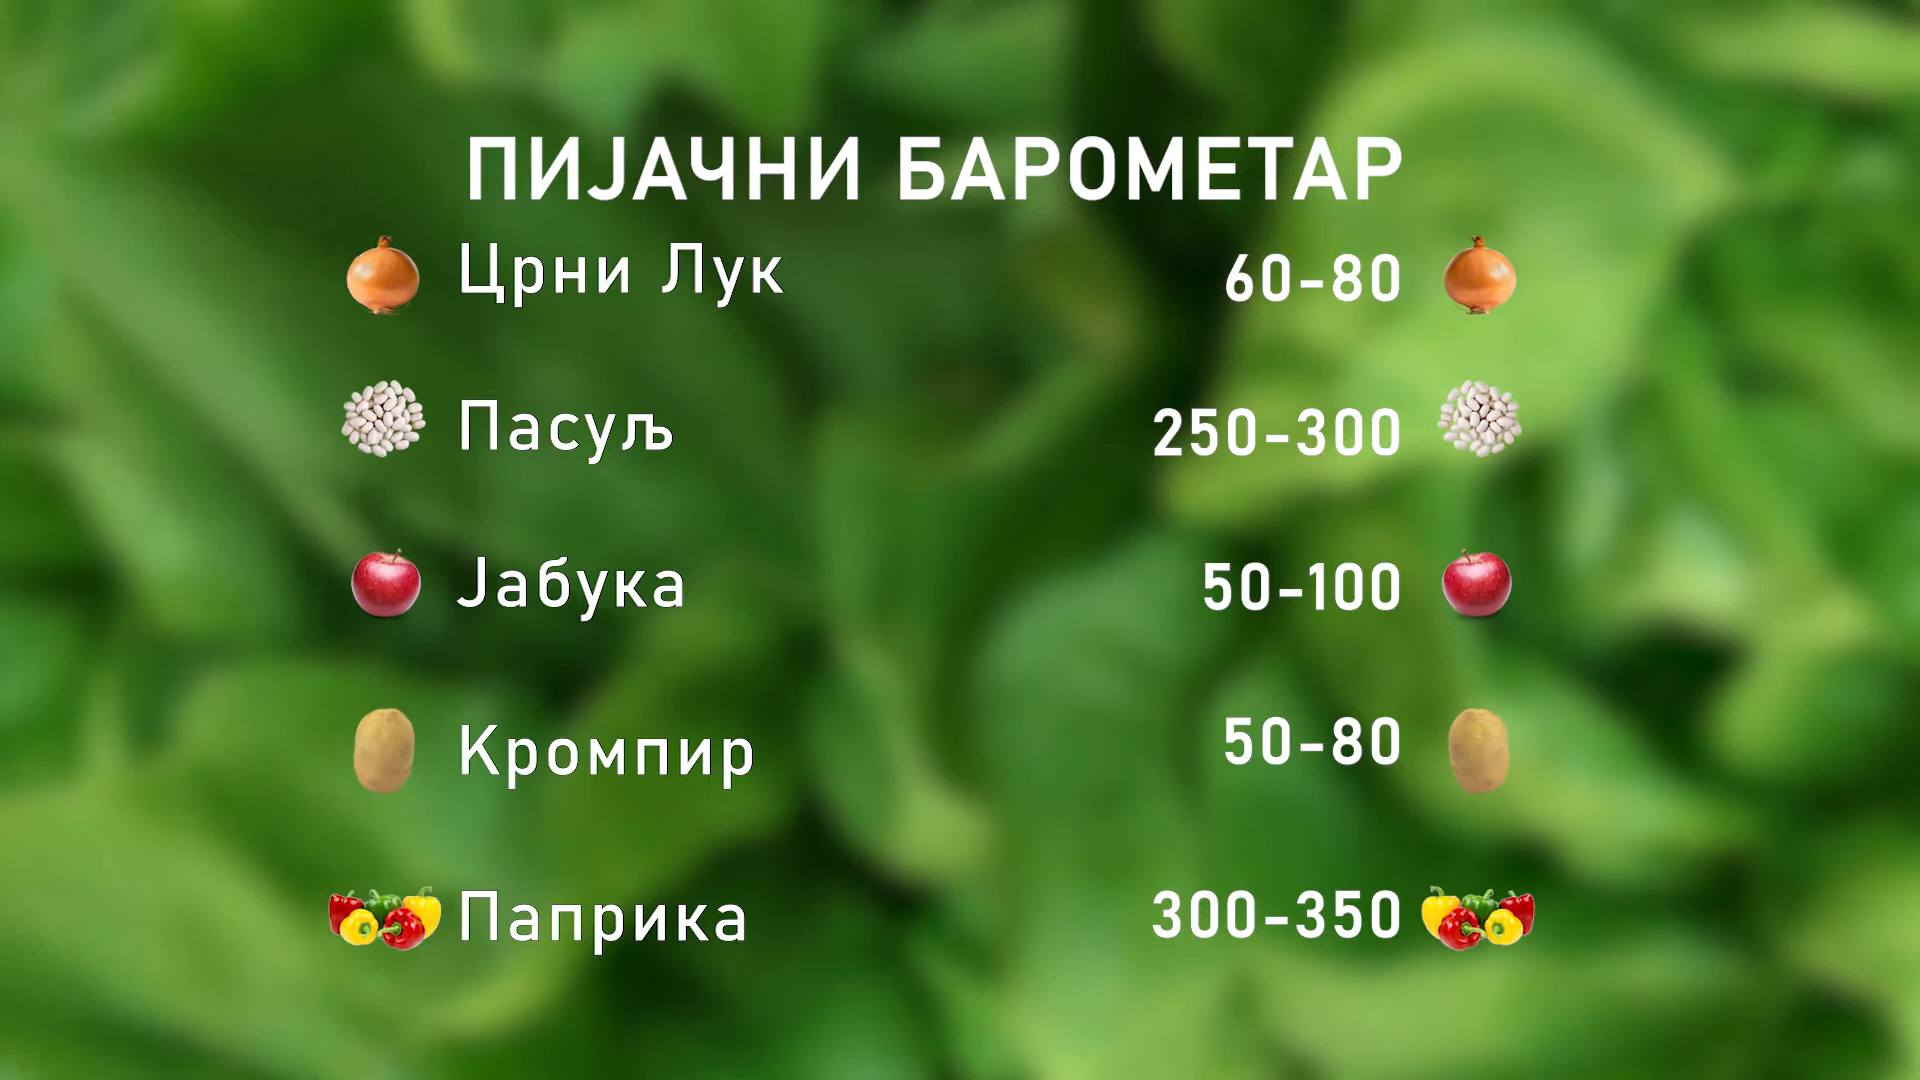 ПИЈАЧНИ БАРОМЕТАР
Црни Лук 60-80
Пасуљ 250-300
Јабука 50-100
Кромпир 50-80
Паприка 300-350